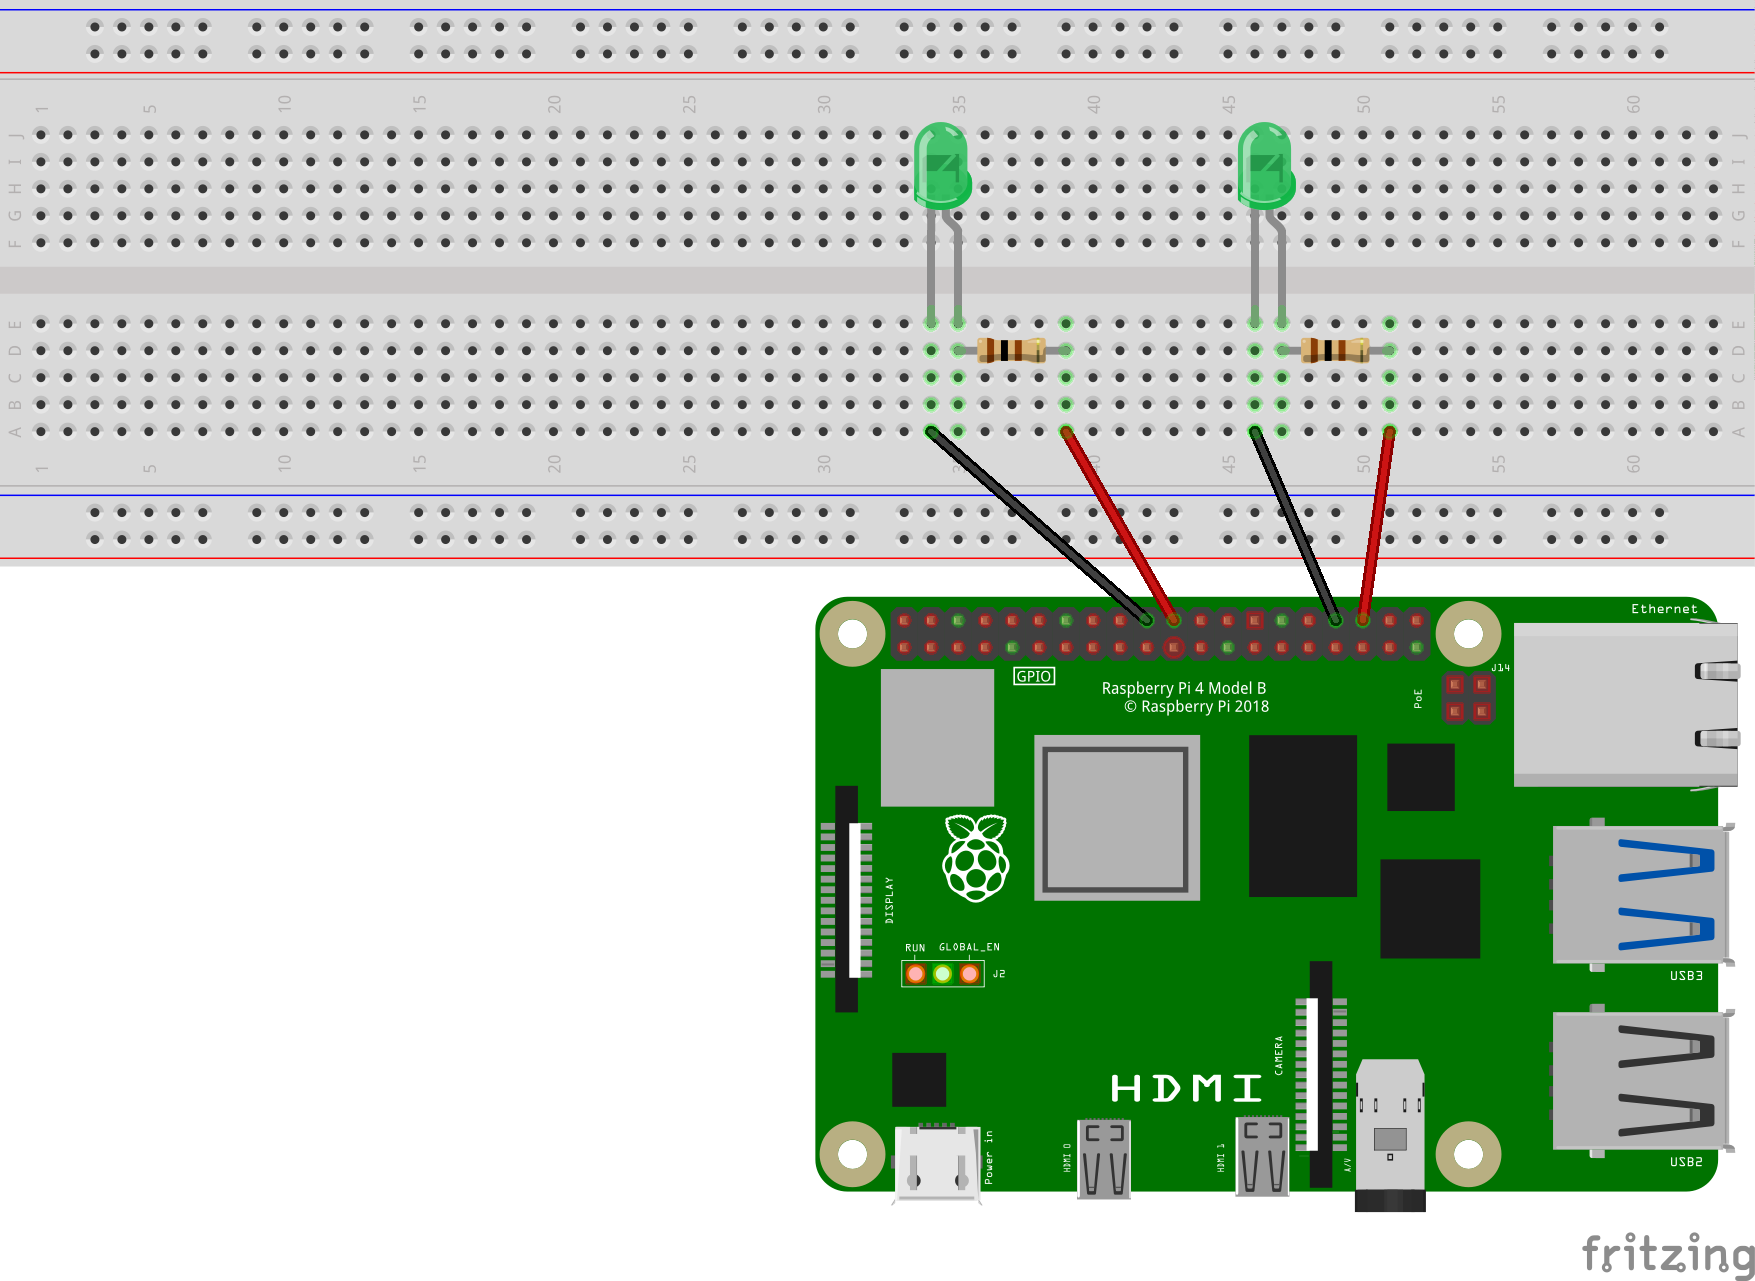 1 5 10 15 20 25 30 35 40 45 50 55 60
J J
I I
H H
G G
F F
E E
D D
C C
B B
A A
1 5 10 15 20 25 30 40 45 50 55 60
Ethernet
J14
GPIO
Raspberry Pi 4 Model B
© Raspberry Pi 2018
PoE
DISPLAY
RUN GLOBAL_EN
J2
USB3
CAMERA
HDMI
Power in
HDMI 0
HDMI 1
A/V
USB2
fritzing